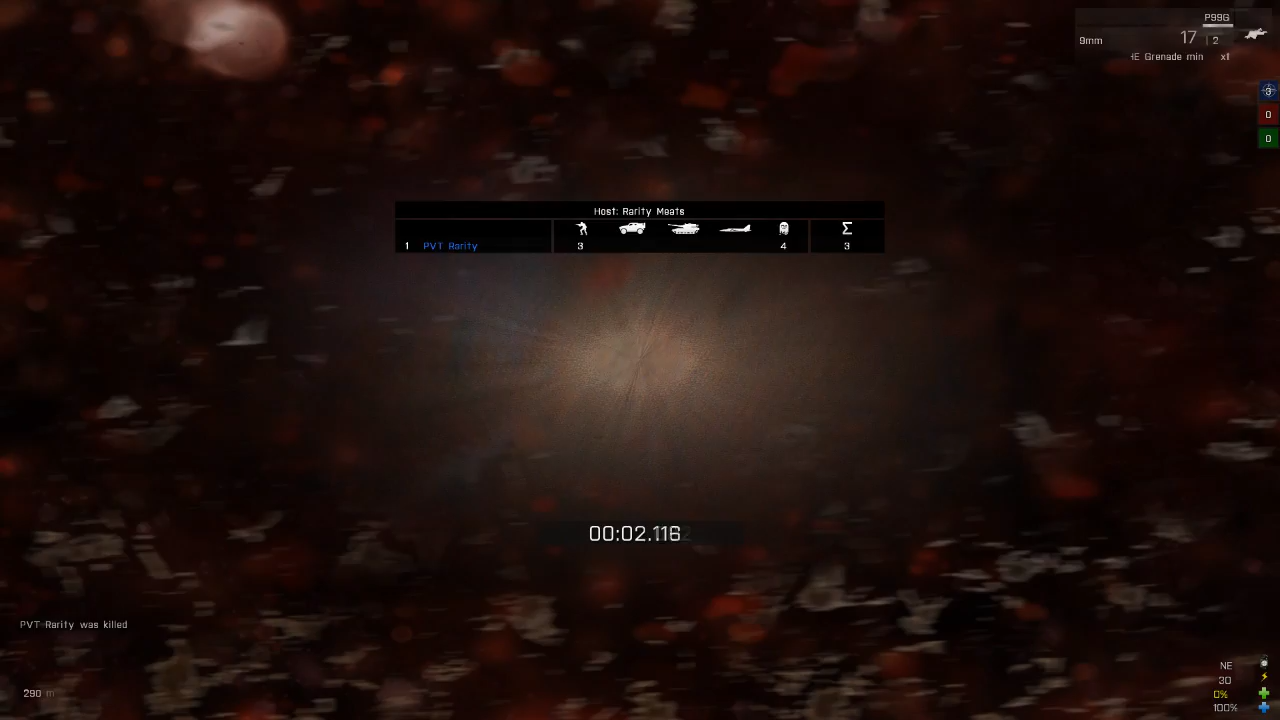 P99G
9mm 17 | 2
HE Grenade min x1
3
0
0
Host: Rarity Meats
Σ
1 PVT Rarity 3 4 3
00:02.116
PVT Rarity was killed
NE
30
290 m
0%
100%